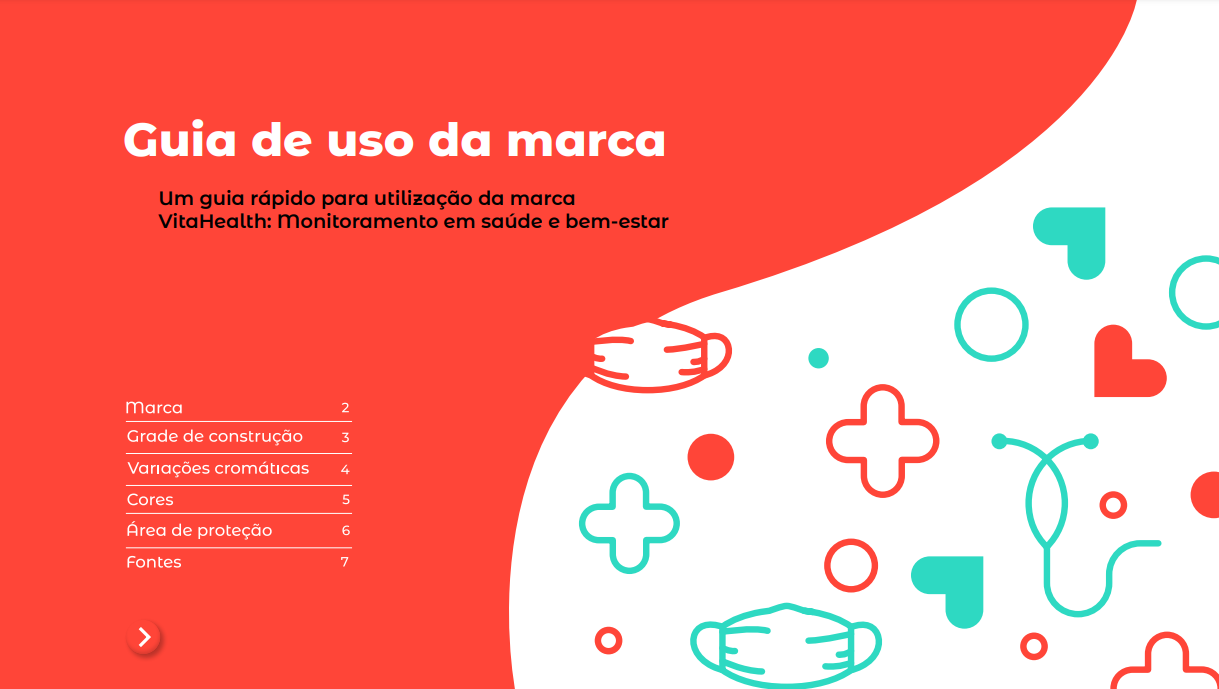 Guia de uso da marca
Um guia rápido para utilização da marca
VitaHealth: Monitoramento em saúde e bem-estar
Marca 2
Grade de construção 3
Variações cromáticas 4
Cores 5
Área de proteção 6
Fontes 7